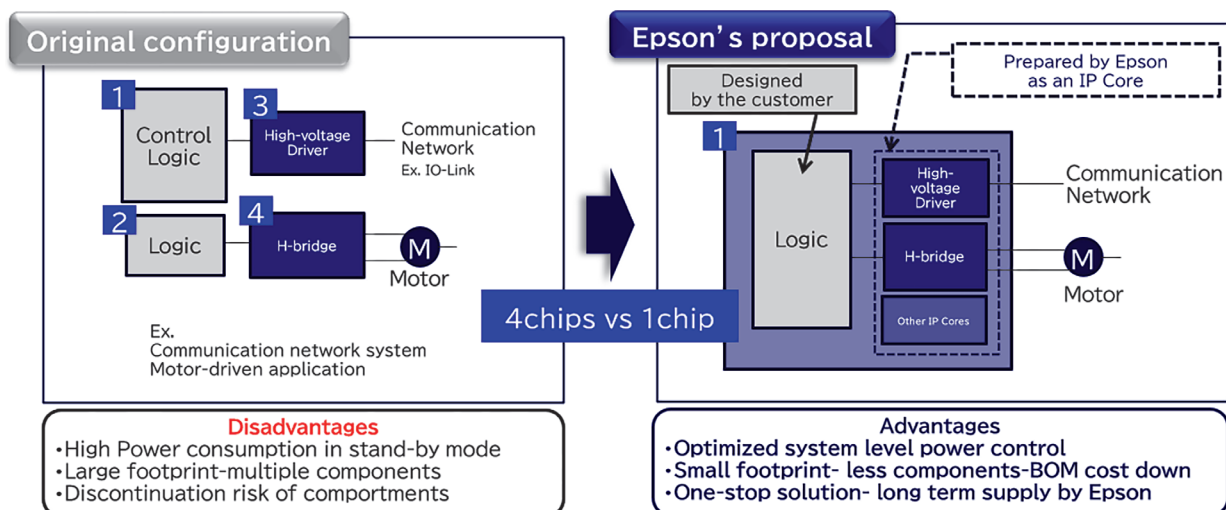 Original configuration
1
Control
Logic
3
High-voltage
Driver
Communication
Network
Ex. IO-Link
2
Logic
4
H-bridge
M
Motor
Ex.
Communication network system
Motor-driven application
Disadvantages
・High Power consumption in stand-by mode
・Large footprint-multiple components
・Discontinuation risk of comportments
4chips vs 1chip
Epson’s proposal
Designed
by the customer
Prepared by Epson
as an IP Core
1
Logic
High-
voltage
Driver
Communication
Network
H-bridge
M
Motor
Other IP Cores
Advantages
・Optimized system level power control
・Small footprint- less components-BOM cost down
・One-stop solution- long term supply by Epson